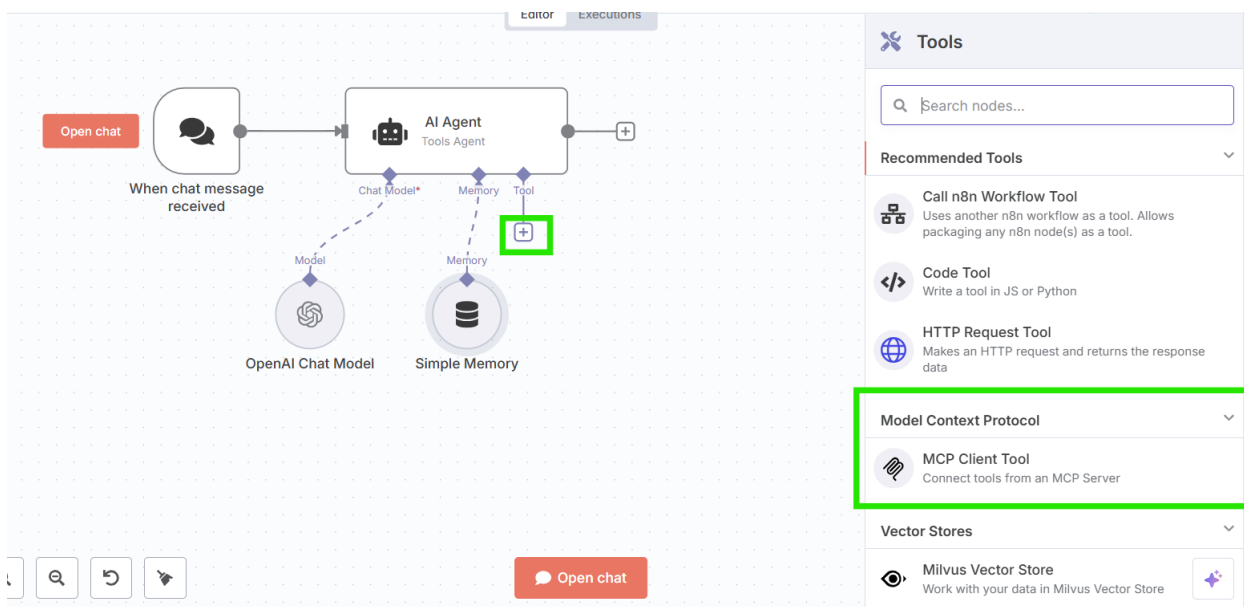 Editor Executions
Open chat
When chat message
received
AI Agent
Tools Agent
Chat Model*
Memory
Tool
Model
Memory
OpenAI Chat Model
Simple Memory
Open chat
Tools
Search nodes...
Recommended Tools
Call n8n Workflow Tool
Uses another n8n workflow as a tool. Allows
packaging any n8n node(s) as a tool.
Code Tool
Write a tool in JS or Python
HTTP Request Tool
Makes an HTTP request and returns the response
data
Model Context Protocol
MCP Client Tool
Connect tools from an MCP Server
Vector Stores
Milvus Vector Store
Work with your data in Milvus Vector Store